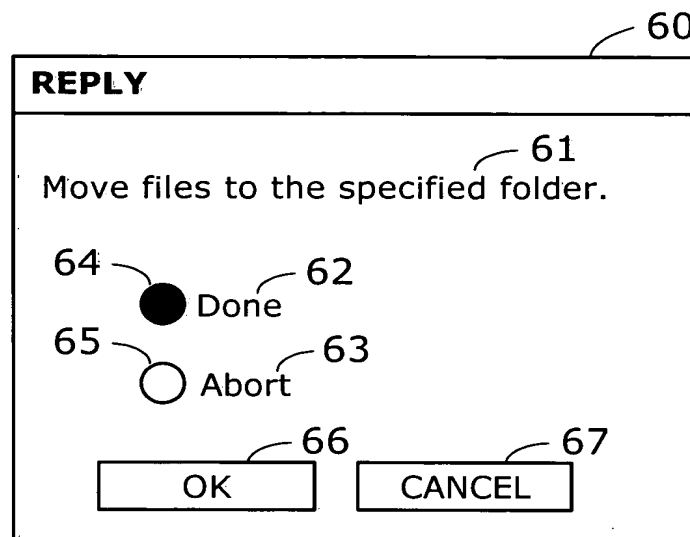 60
REPLY
61
Move files to the specified folder.
64 62
Done
65 63
Abort
66 67
OK CANCEL